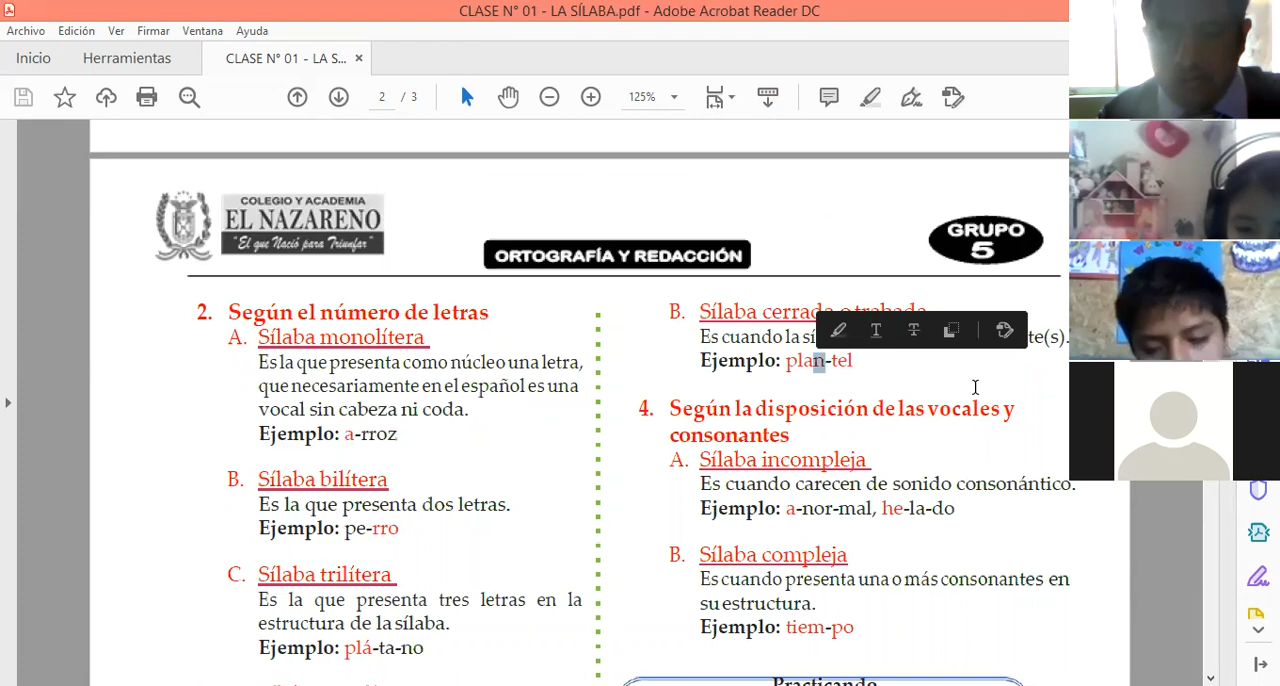 CLASE N° 01 - LA SÍLABA.pdf - Adobe Acrobat Reader DC
Archivo Edición Ver Firmar Ventana Ayuda
Inicio Herramientas CLASE N° 01 - LA S... ×
2 / 3 125%
COLEGIO Y ACADEMIA
EL NAZARENO
"El que Nació para Triunfar"
ORTOGRAFÍA Y REDACCIÓN
GRUPO
5
2. Según el número de letras
A. Sílaba monolítera
Es la que presenta como núcleo una letra,
que necesariamente en el español es una
vocal sin cabeza ni coda.
Ejemplo: a-rroz
B. Sílaba bilítera
Es la que presenta dos letras.
Ejemplo: pe-rro
C. Sílaba trilítera
Es la que presenta tres letras en la
estructura de la sílaba.
Ejemplo: plá-ta-no
B. Sílaba cerrada o trabada
Es cuando la sí te(s).
Ejemplo: plan-tel
4. Según la disposición de las vocales y
consonantes
A. Sílaba incompleja
Es cuando carecen de sonido consonántico.
Ejemplo: a-nor-mal, he-la-do
B. Sílaba compleja
Es cuando presenta una o más consonantes en
su estructura.
Ejemplo: tiem-po
Practicando